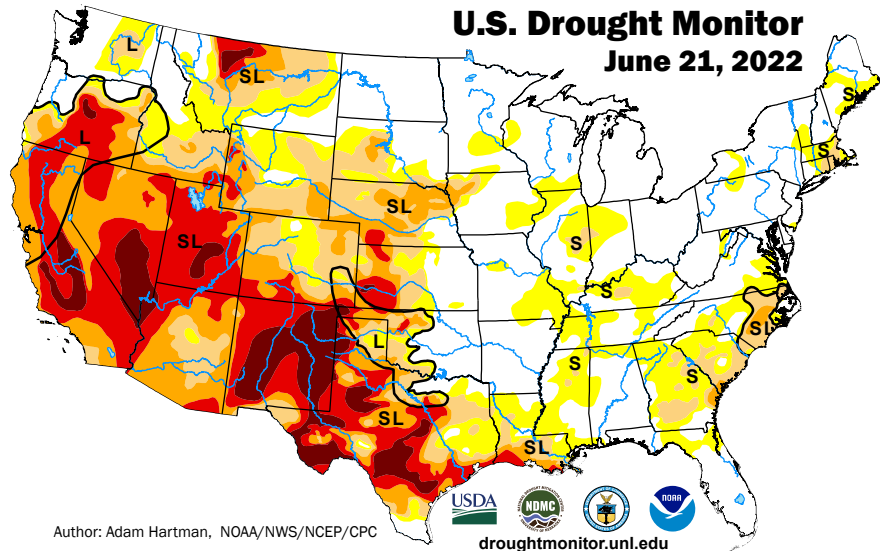 U.S. Drought Monitor
June 21, 2022
L
SL
S
L
S
SL
SL
S
S
SL
L
S
S
SL
SL
USDA
NDMC
NOAA
Author: Adam Hartman, NOAA/NWS/NCEP/CPC
droughtmonitor.unl.edu